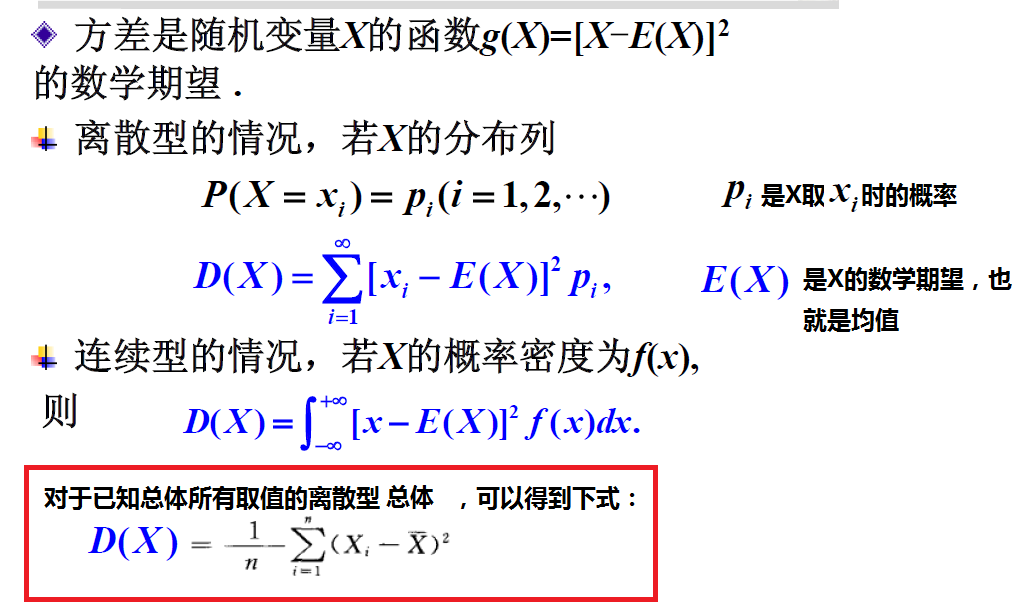 方差是随机变量X的函数g(X)=[X-E(X)]²
的数学期望 .
离散型的情况，若X的分布列
P(X = xᵢ) = pᵢ(i = 1,2,⋯)
pᵢ 是X取 xᵢ 时的概率
D(X) = ∑_{i=1}^{∞} [xᵢ − E(X)]² pᵢ,
E(X) 是X的数学期望，也
就是均值
连续型的情况，若X的概率密度为f(x),
则 D(X) = ∫_{−∞}^{+∞} [x − E(X)]² f(x)dx.
对于已知总体所有取值的离散型 总体 ，可以得到下式：
D(X) = \frac{1}{n} ∑_{i=1}^{n} (Xᵢ − X̄)²